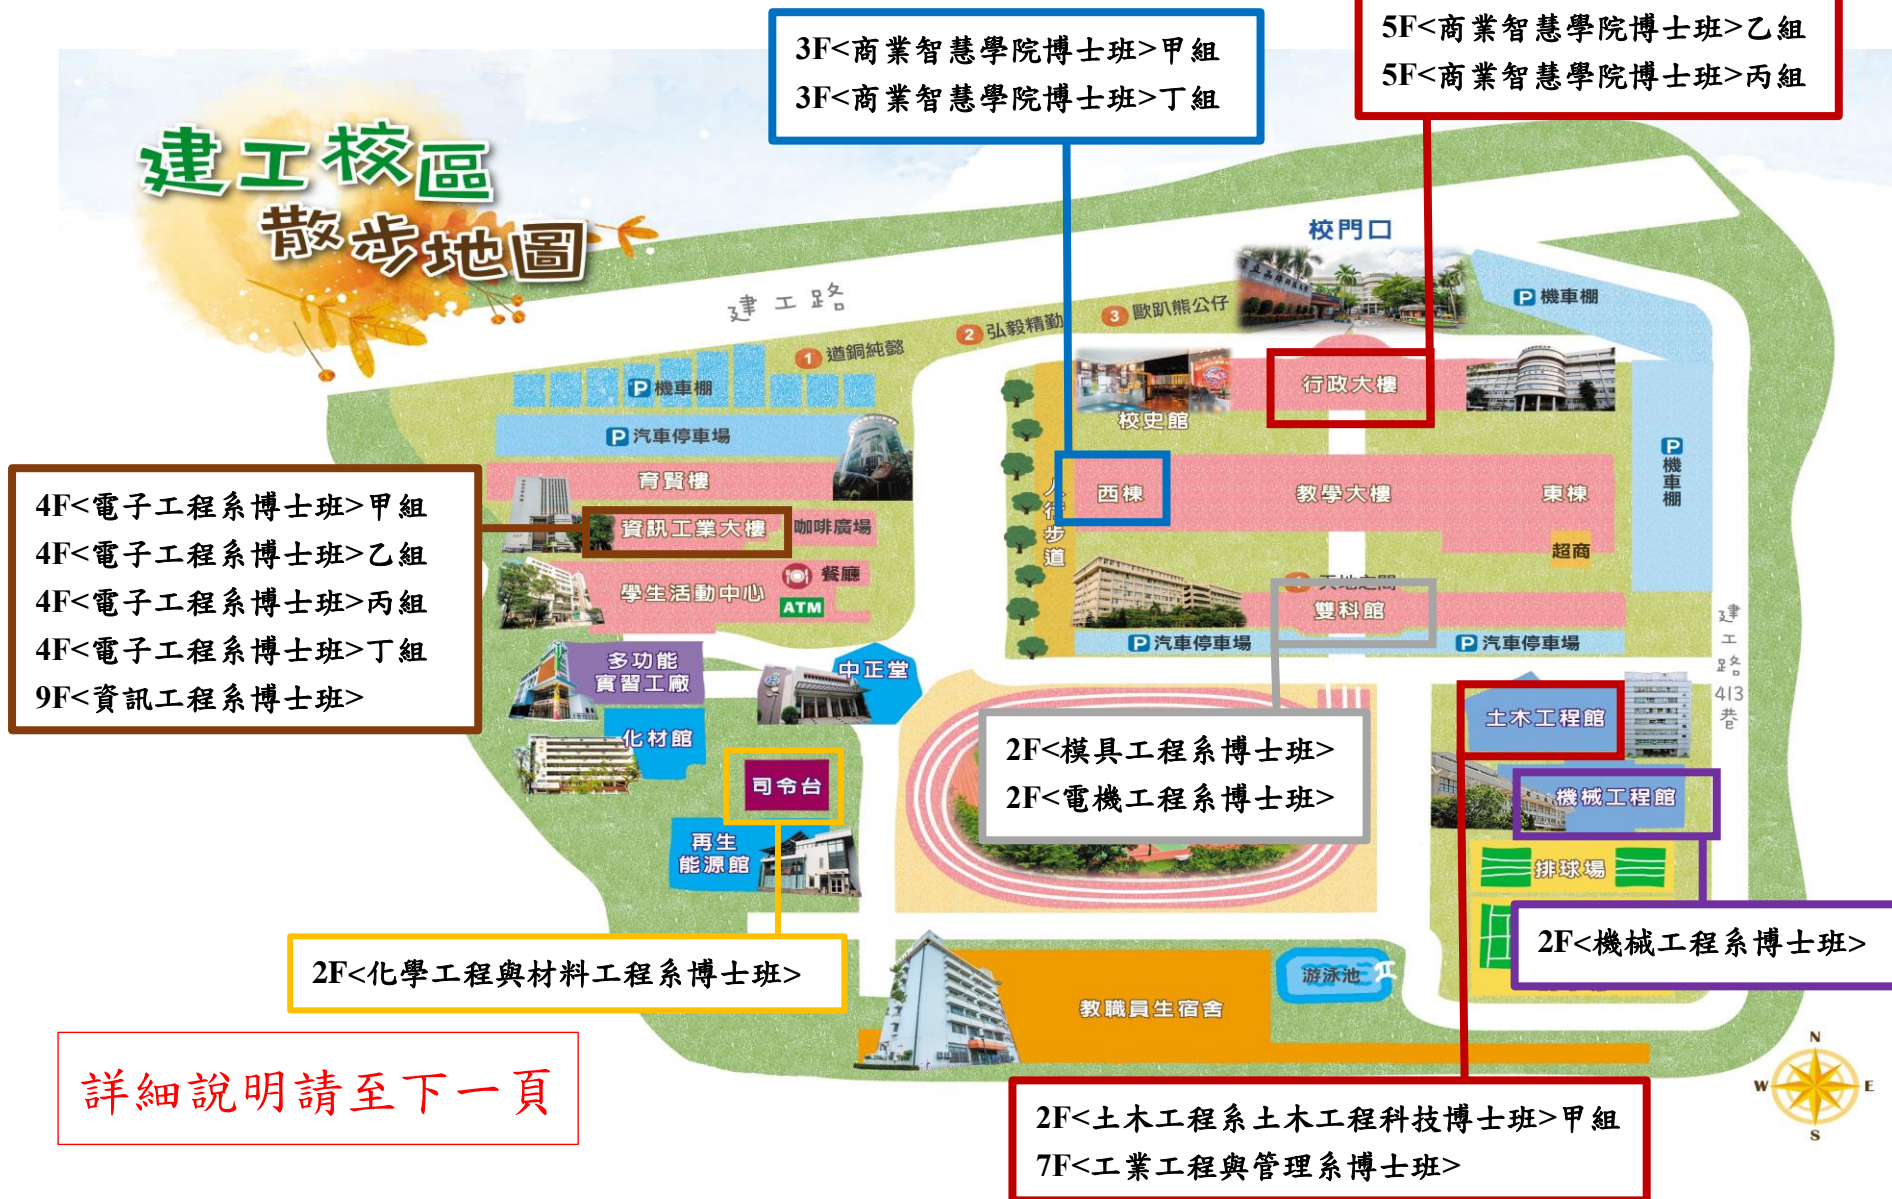 3F<商業智慧學院博士班>甲組
3F<商業智慧學院博士班>丁組
5F<商業智慧學院博士班>乙組
5F<商業智慧學院博士班>丙組
建工校區
散步地圖
校門口
建工路
1 道銅純懿
2 弘毅精勤
3 歐趴熊公仔
P 機車棚
P 機車棚
P 汽車停車場
校史館
行政大樓
P 機車棚
育賢樓
人行步道
西棟
教學大樓
東棟
4F<電子工程系博士班>甲組
4F<電子工程系博士班>乙組
4F<電子工程系博士班>丙組
4F<電子工程系博士班>丁組
9F<資訊工程系博士班>
資訊工業大樓
咖啡廣場
超商
學生活動中心
餐廳
ATM
天地之間
雙科館
P 汽車停車場
P 汽車停車場
建工路413巷
多功能
實習工廠
中正堂
化材館
司令台
再生
能源館
2F<模具工程系博士班>
2F<電機工程系博士班>
土木工程館
機械工程館
排球場
2F<機械工程系博士班>
2F<化學工程與材料工程系博士班>
游泳池
教職員生宿舍
詳細說明請至下一頁
2F<土木工程系土木工程科技博士班>甲組
7F<工業工程與管理系博士班>
N
W
E
S